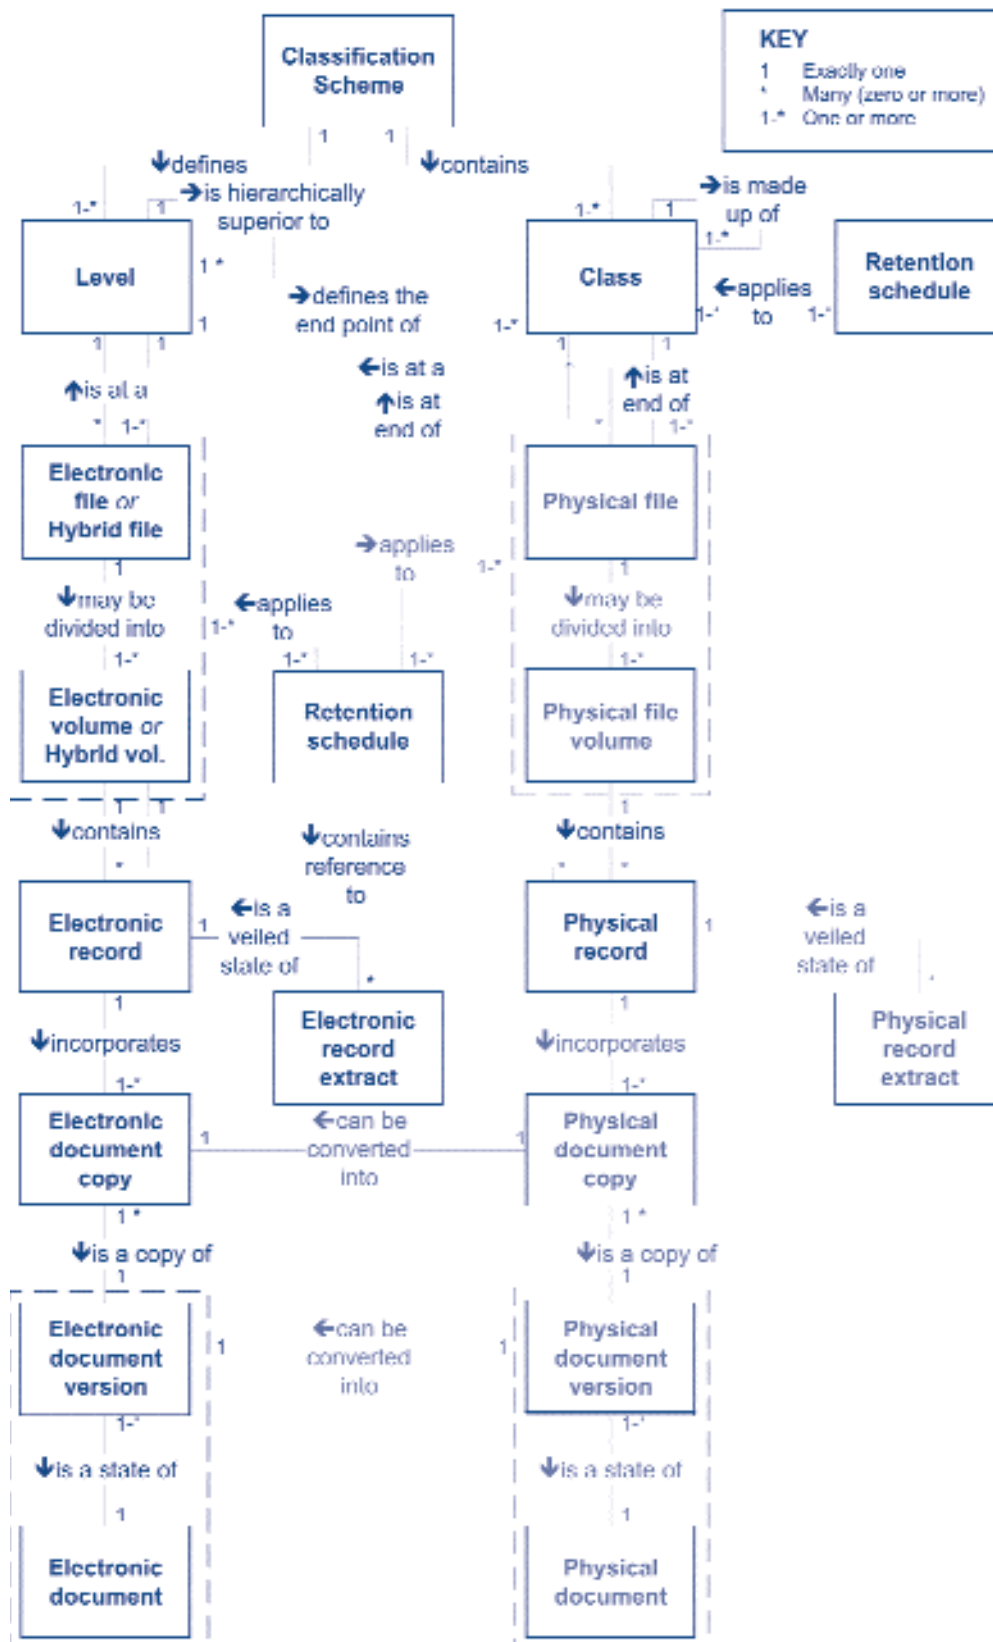 Classification
Scheme
KEY
1 Exactly one
* Many (zero or more)
1-* One or more
1
1
↓defines
↓contains
→is hierarchically
superior to
→is made
up of
1-*
1
1-*
1
1-*
Level
1 *
Class
Retention
schedule
←applies
to
→defines the
end point of
1
1-*
1-*
1-*
1
1
1
1
↑is at a
←is at a
↑is at
end of
↑is at
end of
*
1-*
*
1-*
Electronic
file or
Hybrid file
Physical file
→applies
to
1-*
1
1
↓may be
divided into
←applies
to
1-*
↓may be
divided into
1-*
1-*
1-*
1-*
Electronic
volume or
Hybrid vol.
Retention
schedule
Physical file
volume
1
1
1
↓contains
↓contains
reference
to
↓contains
*
*
*
Electronic
record
1
←is a
veiled
state of
Physical
record
1
←is a
veiled
state of
*
*
1
1
Electronic
record
extract
Physical
record
extract
↓incorporates
↓incorporates
1-*
1-*
Electronic
document
copy
1
←can be
converted
into
1
Physical
document
copy
1 *
1 *
↓is a copy of
↓is a copy of
1
1
Electronic
document
version
1
←can be
converted
into
1
Physical
document
version
1-*
1-*
↓is a state of
↓is a state of
1
1
Electronic
document
Physical
document